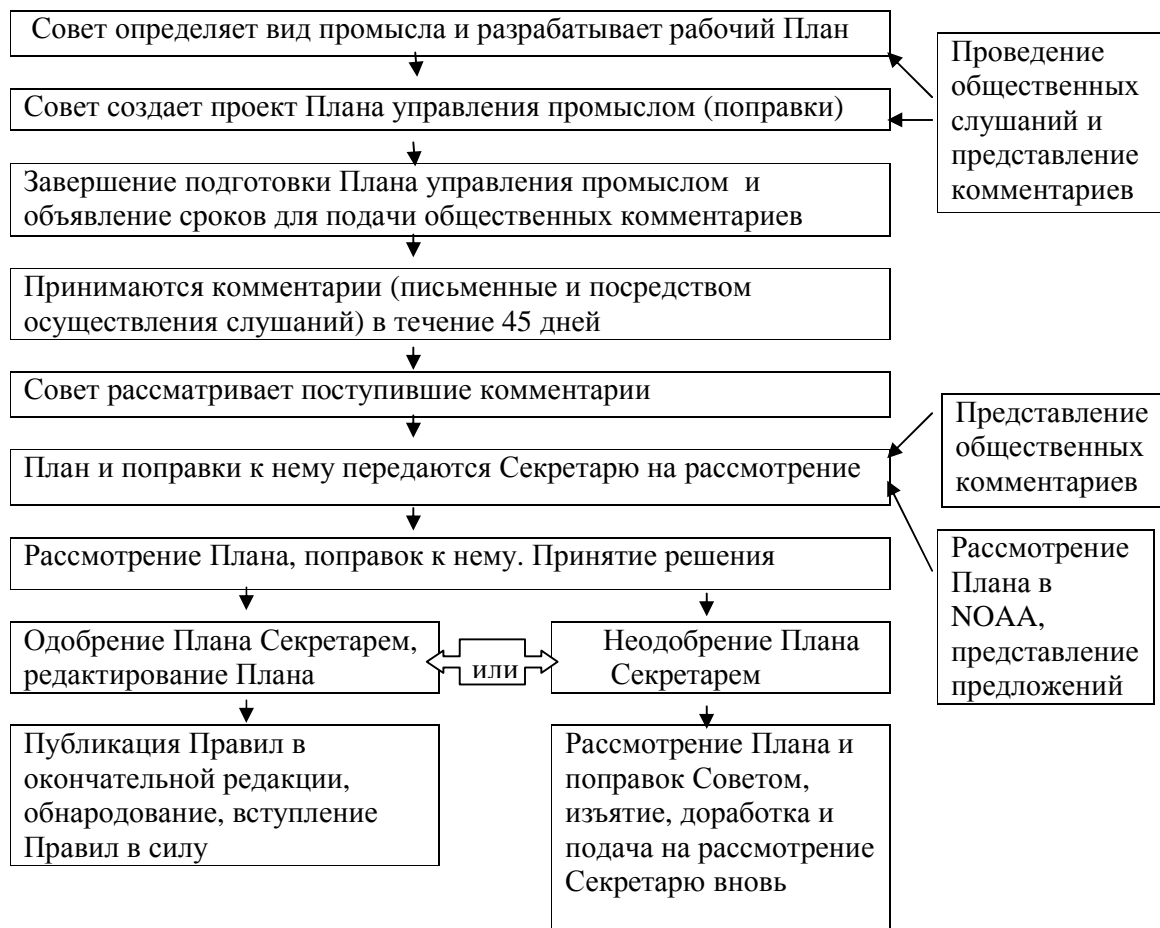 Совет определяет вид промысла и разрабатывает рабочий План
Проведение
общественных
слушаний и
представление
комментариев
Совет создает проект Плана управления промыслом (поправки)
Завершение подготовки Плана управления промыслом и
объявление сроков для подачи общественных комментариев
Принимаются комментарии (письменные и посредством
осуществления слушаний) в течение 45 дней
Совет рассматривает поступившие комментарии
Представление
общественных
комментариев
План и поправки к нему передаются Секретарю на рассмотрение
Рассмотрение
Плана в
NOAA,
представление
предложений
Рассмотрение Плана, поправок к нему. Принятие решения
Одобрение Плана Секретарем,
редактирование Плана
или
Неодобрение Плана
Секретарем
Публикация Правил в
окончательной редакции,
обнародование, вступление
Правил в силу
Рассмотрение Плана и
поправок Советом,
изъятие, доработка и
подача на рассмотрение
Секретарю вновь